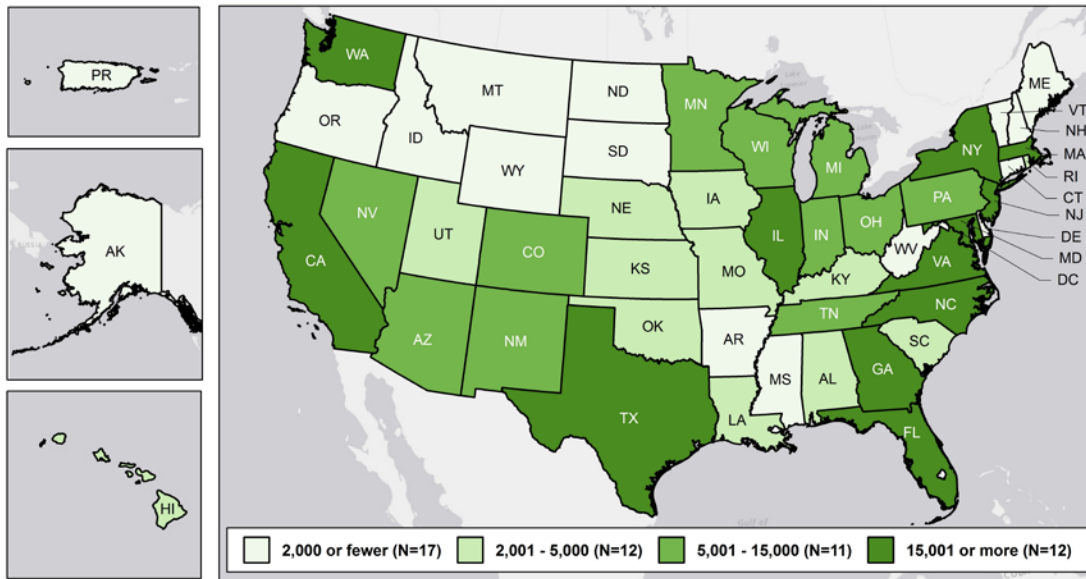 PR
AK
HI
WA
OR
ID
MT
WY
ND
SD
MN
WI
MI
NE
IA
NV
UT
CO
KS
MO
IL
IN
OH
PA
NY
ME
VT
NH
MA
RI
CT
NJ
DE
MD
DC
CA
AZ
NM
OK
AR
TX
LA
MS
AL
GA
FL
SC
NC
TN
KY
WV
VA
Gulf of
2,000 or fewer (N=17) 2,001 - 5,000 (N=12) 5,001 - 15,000 (N=11) 15,001 or more (N=12)